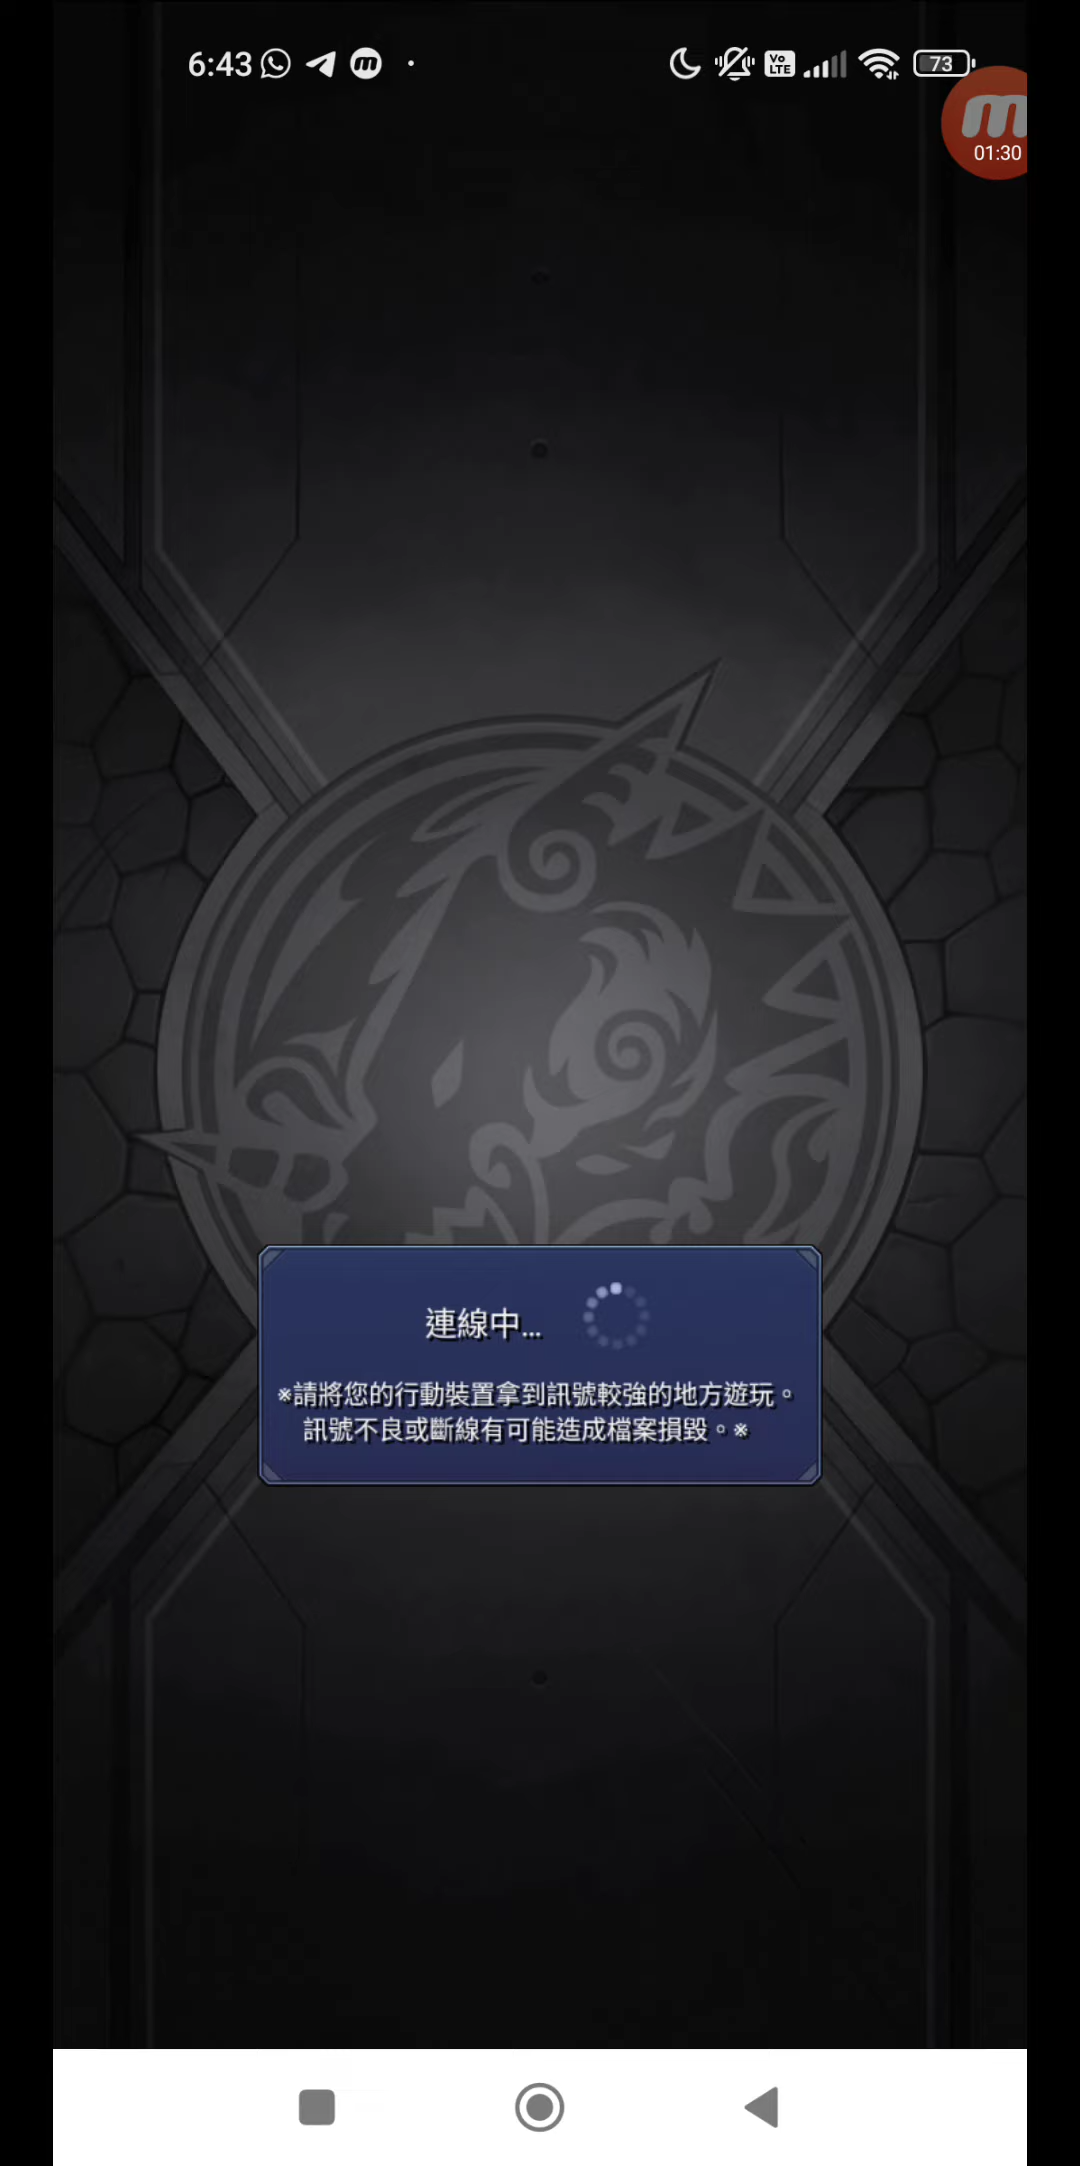 6:43
Vo
LTE
73
m
01:30
連線中...
※請將您的行動裝置拿到訊號較強的地方遊玩。
訊號不良或斷線有可能造成檔案損毀。※